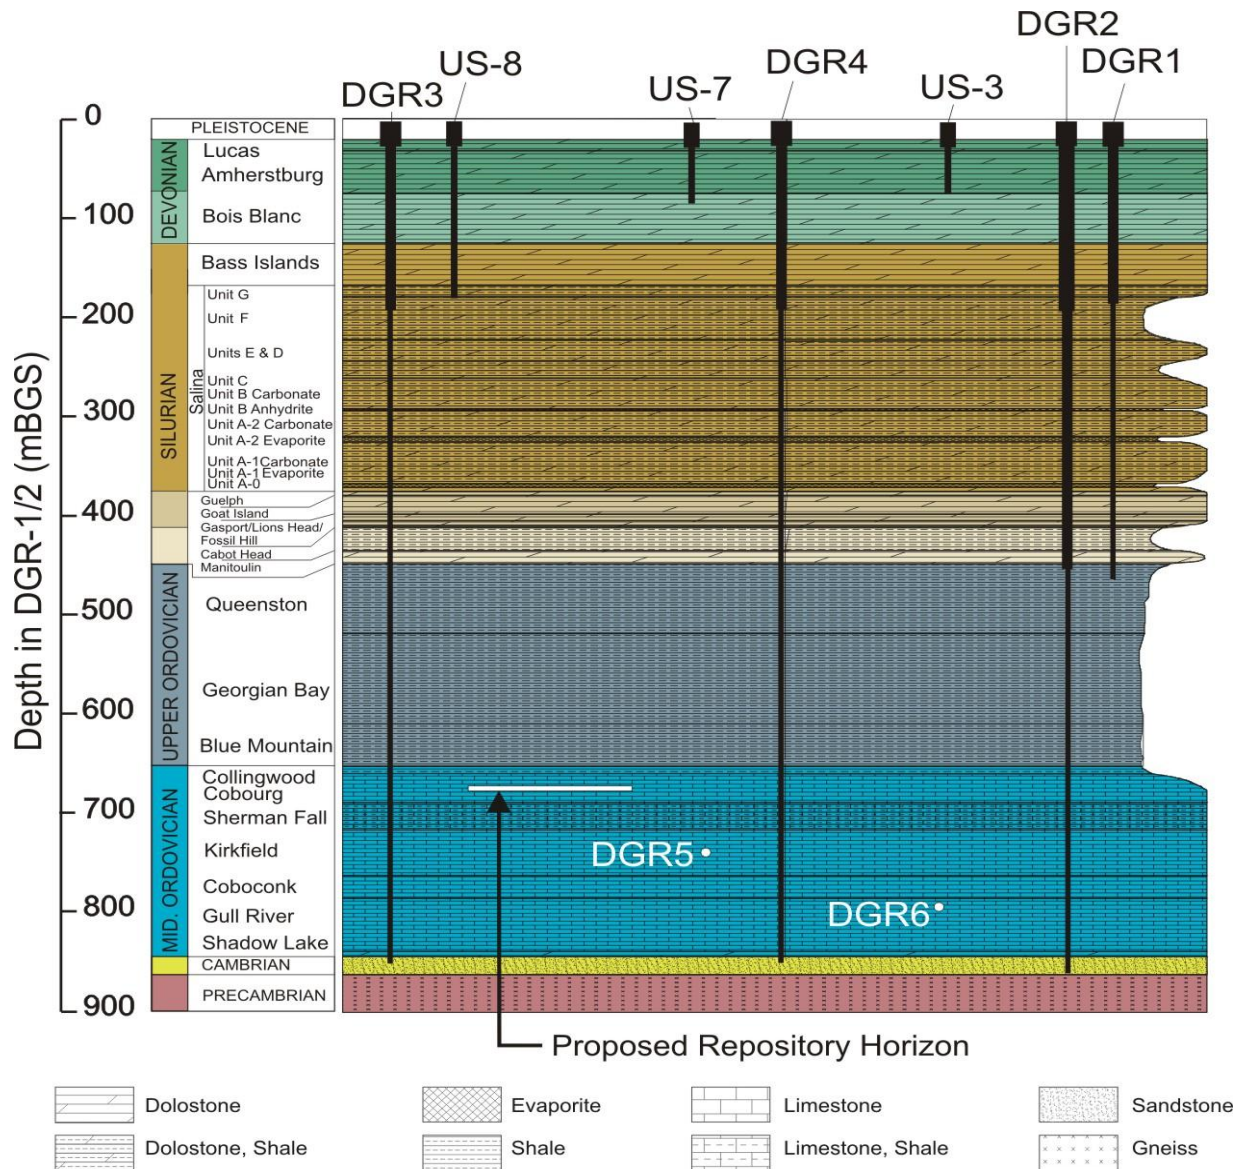 DGR2
US-8
DGR4
DGR1
DGR3
US-7
US-3
Depth in DGR-1/2 (mBGS)
0
100
200
300
400
500
600
700
800
900
PLEISTOCENE
DEVONIAN
Lucas
Amherstburg
Bois Blanc
SILURIAN
Bass Islands
Salina
Unit G
Unit F
Units E & D
Unit C
Unit B Carbonate
Unit B Anhydrite
Unit A-2 Carbonate
Unit A-2 Evaporite
Unit A-1Carbonate
Unit A-1 Evaporite
Unit A-0
Guelph
Goat Island
Gasport/Lions Head/
Fossil Hill
Cabot Head
Manitoulin
UPPER ORDOVICIAN
Queenston
Georgian Bay
Blue Mountain
MID. ORDOVICIAN
Collingwood
Cobourg
Sherman Fall
Kirkfield
Coboconk
Gull River
Shadow Lake
CAMBRIAN
PRECAMBRIAN
DGR5
DGR6
Proposed Repository Horizon
Dolostone
Evaporite
Limestone
Sandstone
Dolostone, Shale
Shale
Limestone, Shale
Gneiss